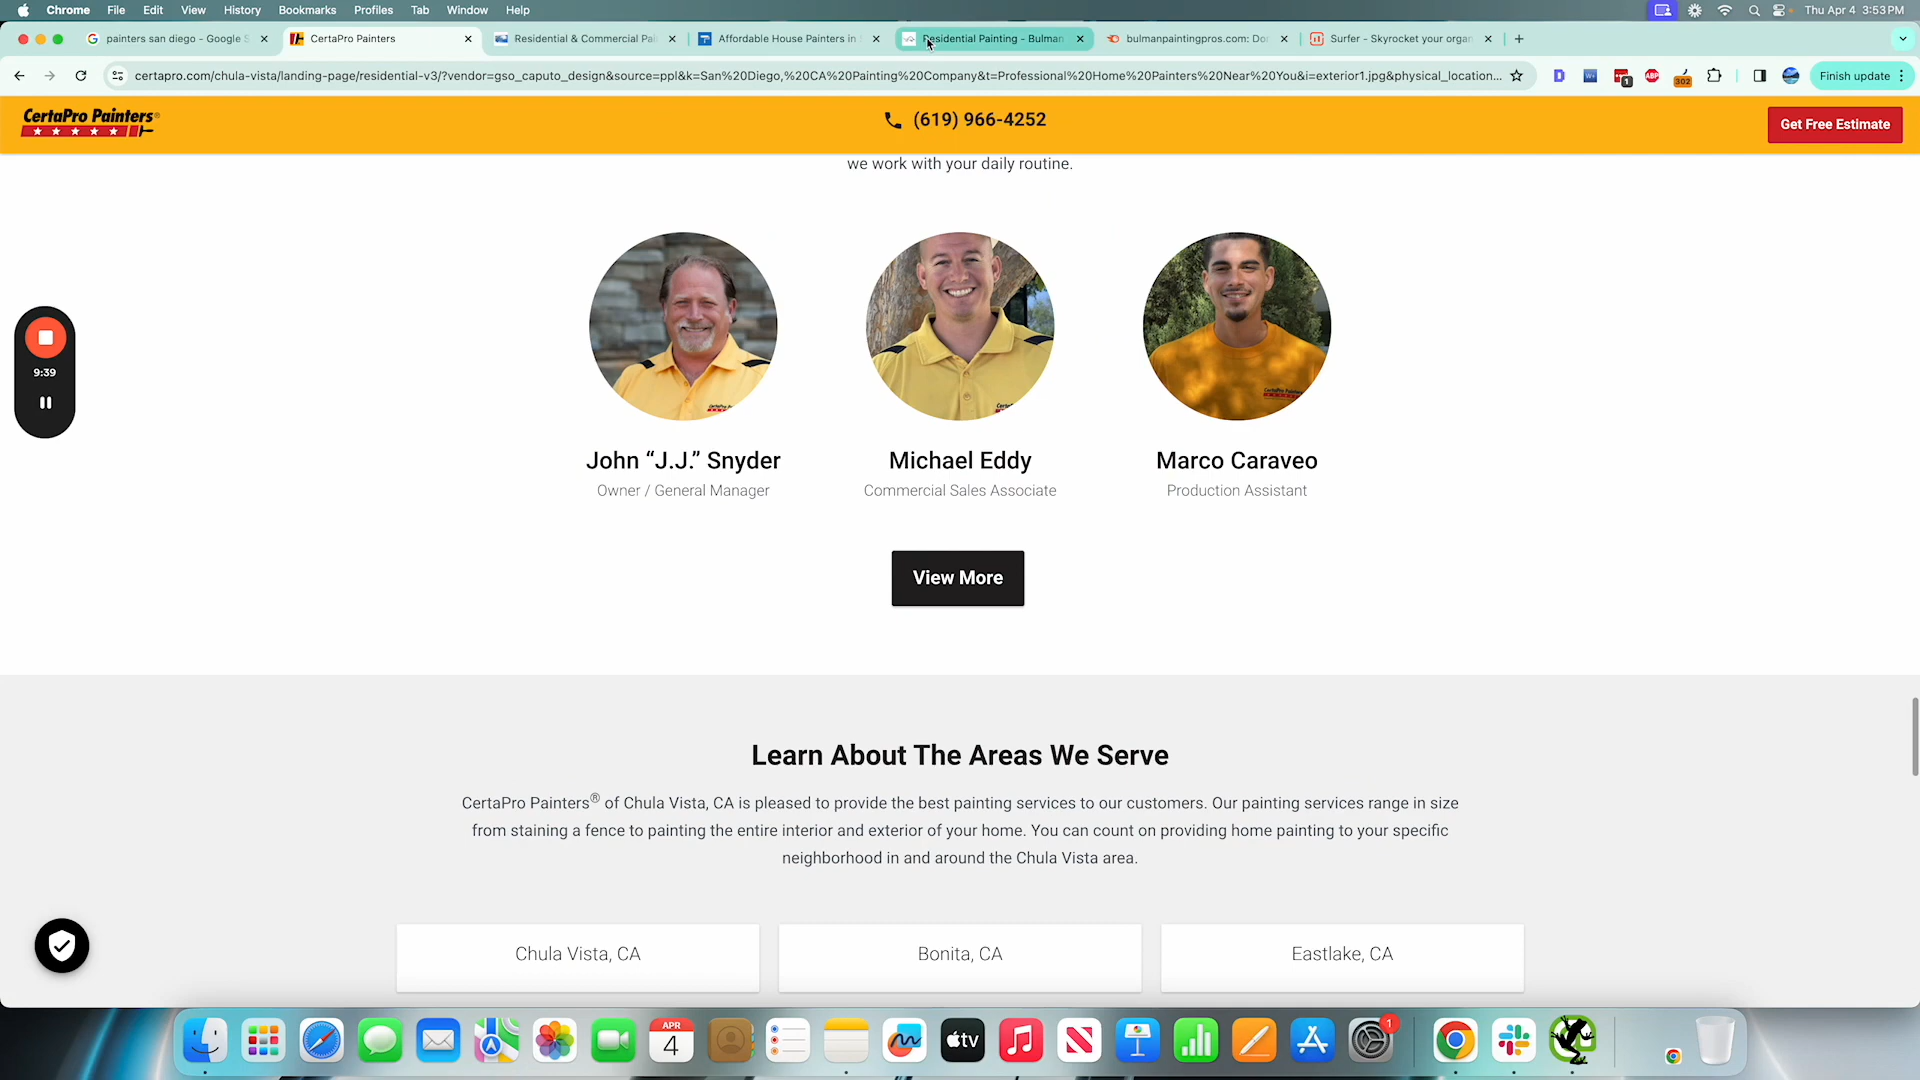 Chrome File Edit View History Bookmarks Profiles Tab Window Help Thu Apr 4 3:53 PM
painters san diego - Google S CertaPro Painters Residential & Commercial Pai Affordable House Painters in Residential Painting - Bulman bulmanpaintingpros.com: Dor Surfer - Skyrocket your organ
certapro.com/chula-vista/landing-page/residential-v3/?vendor=gso_caputo_design&source=ppl&k=San%20Diego,%20CA%20Painting%20Company&t=Professional%20Home%20Painters%20Near%20You&i=exterior1.jpg&physical_location... 1 ABP 302 Finish update
CertaPro Painters®
(619) 966-4252
Get Free Estimate
we work with your daily routine.
9:39
John “J.J.” Snyder
Owner / General Manager
Michael Eddy
Commercial Sales Associate
Marco Caraveo
Production Assistant
View More
Learn About The Areas We Serve
CertaPro Painters® of Chula Vista, CA is pleased to provide the best painting services to our customers. Our painting services range in size
from staining a fence to painting the entire interior and exterior of your home. You can count on providing home painting to your specific
neighborhood in and around the Chula Vista area.
Chula Vista, CA
Bonita, CA
Eastlake, CA
APR
4
tv
1